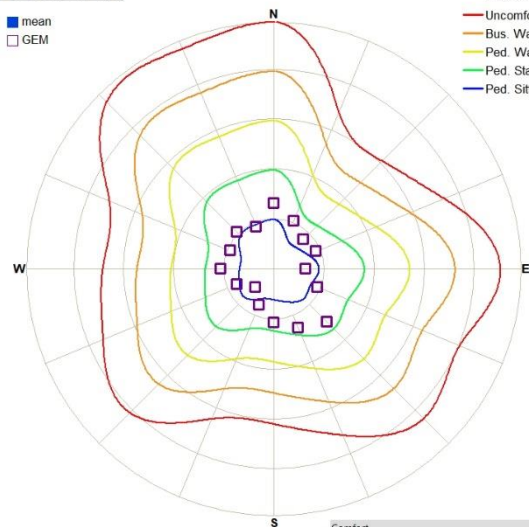 mean
GEM
N
Uncomfo
Bus. Wa
Ped. Wa
Ped. Sta
Ped. Sit
W
E
S